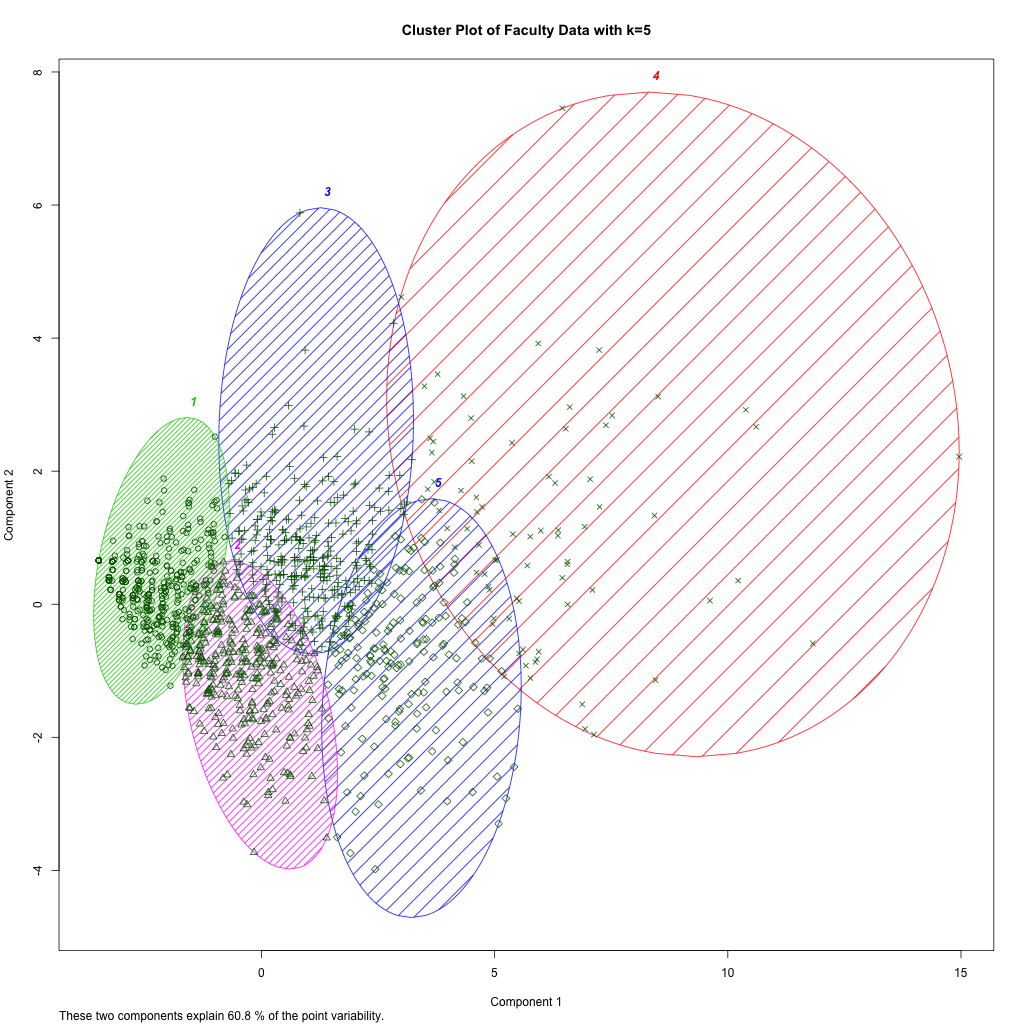 Cluster Plot of Faculty Data with k=5
4
3
1
5
2
8
6
4
2
0
-2
-4
Component 2
0 5 10 15
Component 1
These two components explain 60.8 % of the point variability.